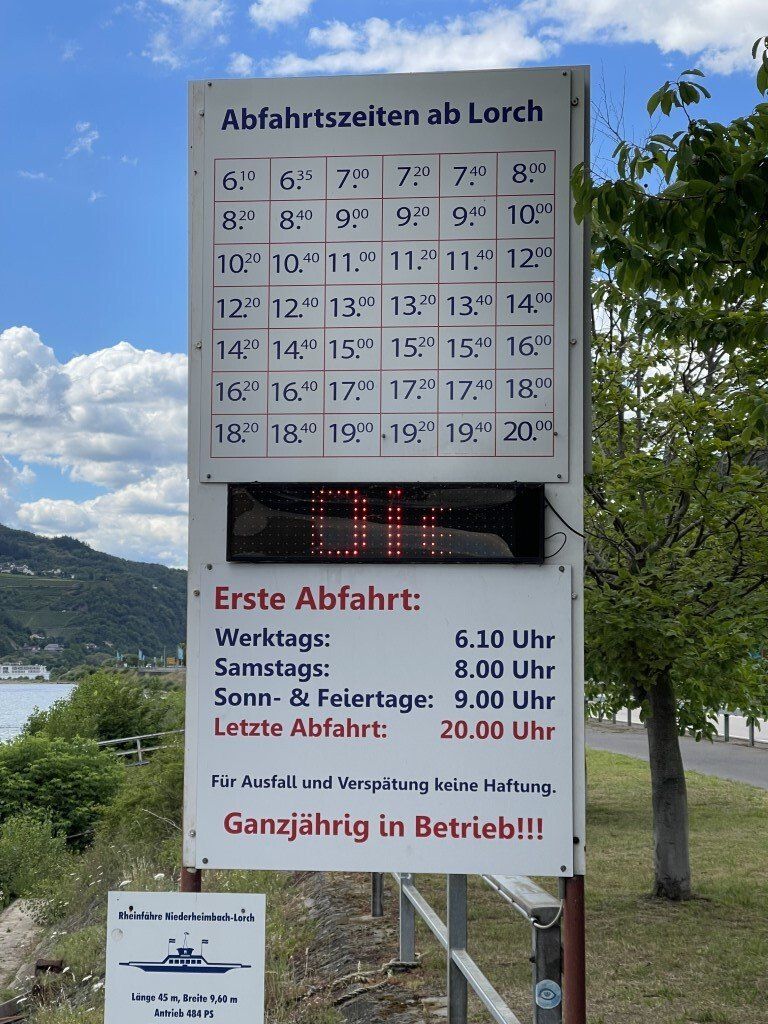 Abfahrtszeiten ab Lorch
6.10 6.35 7.00 7.20 7.40 8.00
8.20 8.40 9.00 9.20 9.40 10.00
10.20 10.40 11.00 11.20 11.40 12.00
12.20 12.40 13.00 13.20 13.40 14.00
14.20 14.40 15.00 15.20 15.40 16.00
16.20 16.40 17.00 17.20 17.40 18.00
18.20 18.40 19.00 19.20 19.40 20.00
Erste Abfahrt:
Werktags: 6.10 Uhr
Samstags: 8.00 Uhr
Sonn- & Feiertage: 9.00 Uhr
Letzte Abfahrt: 20.00 Uhr
Für Ausfall und Verspätung keine Haftung.
Ganzjährig in Betrieb!!!
Rheinfähre Niederheimbach-Lorch
Länge 45 m, Breite 9,60 m
Antrieb 484 PS